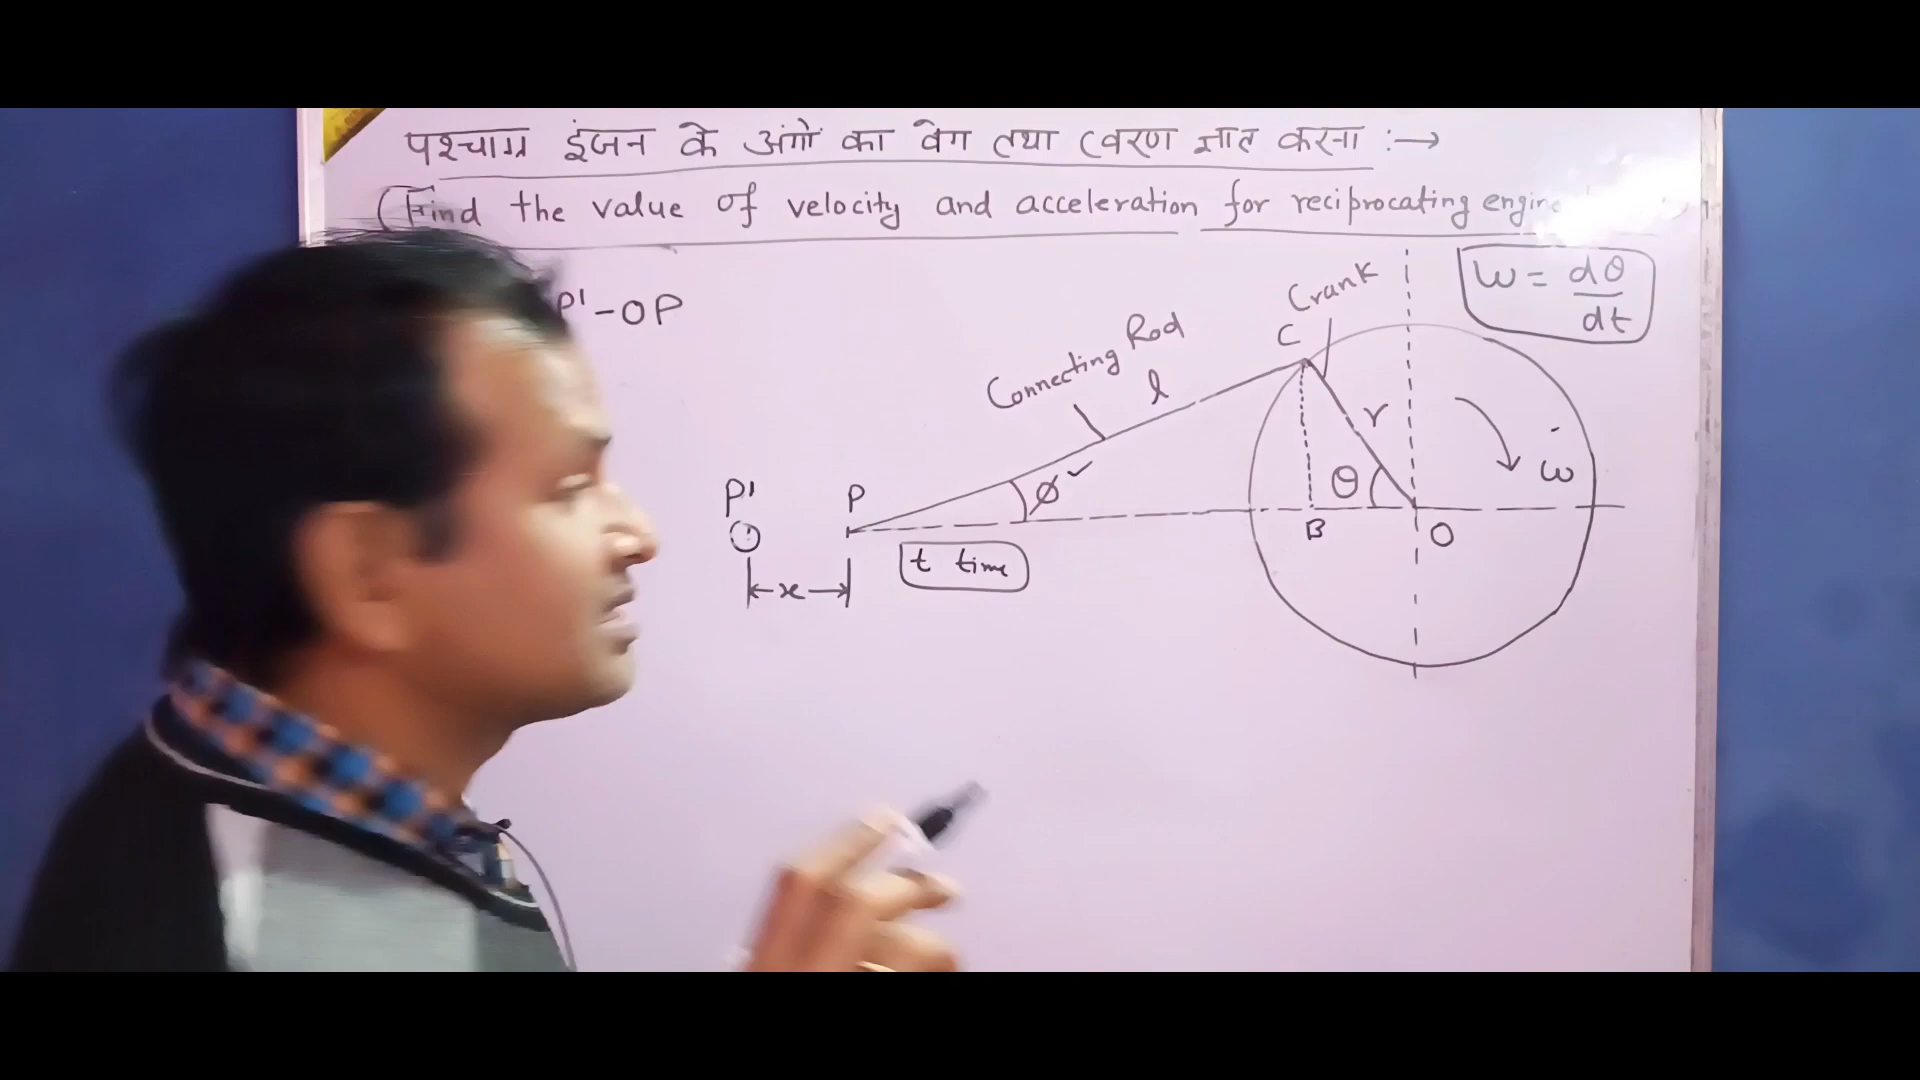 पश्चाग्र इंजन के अंगो का वेग तथा त्वरण ज्ञात करना :→
(Find the value of velocity and acceleration for reciprocating engine
P'-OP
ω = dθ/dt
Crank
C
Connecting Rod
l
r
ω
θ
φ ✓
P'
P
B
O
t time
x